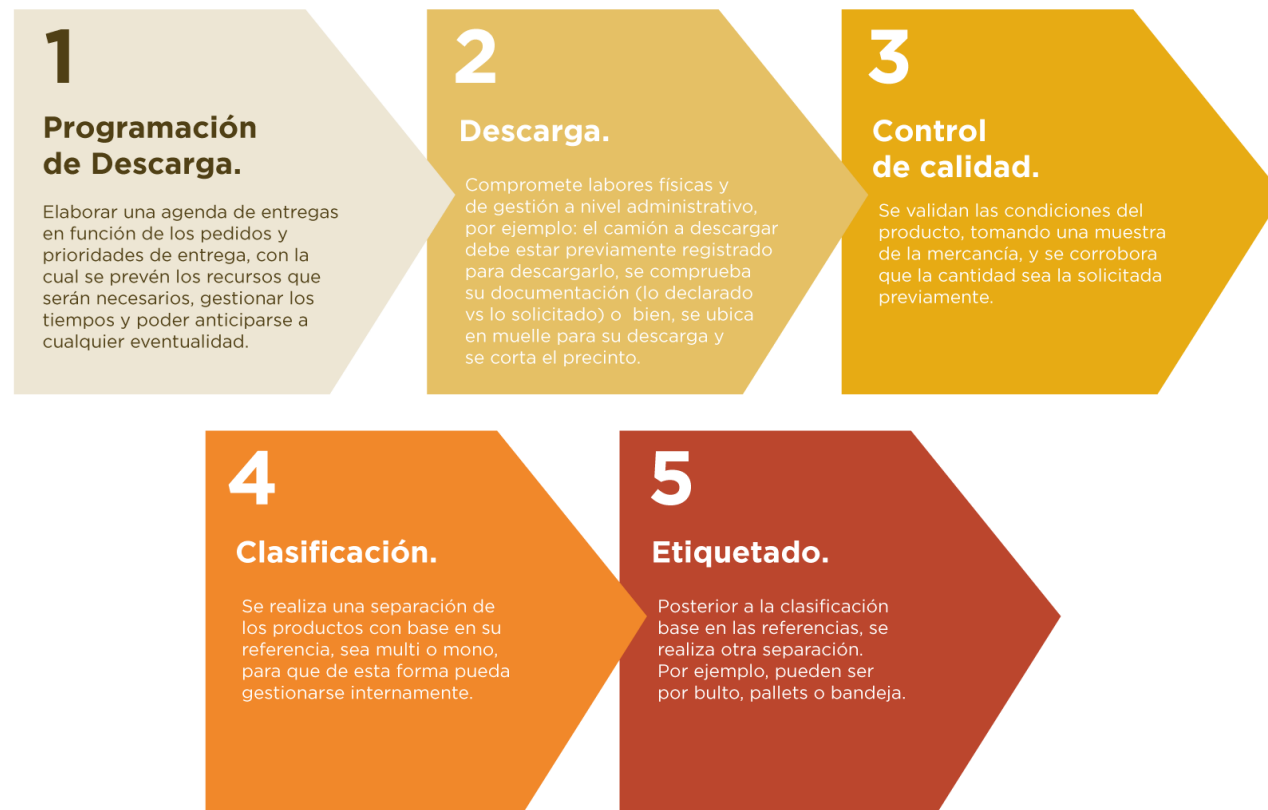 1
Programación
de Descarga.
Elaborar una agenda de entregas
en función de los pedidos y
prioridades de entrega, con la
cual se prevén los recursos que
serán necesarios, gestionar los
tiempos y poder anticiparse a
cualquier eventualidad.
2
Descarga.
Compromete labores físicas y
de gestión a nivel administrativo,
por ejemplo: el camión a descargar
debe estar previamente registrado
para descargarlo, se comprueba
su documentación (lo declarado
vs lo solicitado) o  bien, se ubica
en muelle para su descarga y
se corta el precinto.
3
Control
de calidad.
Se validan las condiciones del
producto, tomando una muestra
de la mercancía, y se corrobora
que la cantidad sea la solicitada
previamente.
4
Clasificación.
Se realiza una separación de
los productos con base en su
referencia, sea multi o mono,
para que de esta forma pueda
gestionarse internamente.
5
Etiquetado.
Posterior a la clasificación
base en las referencias, se
realiza otra separación.
Por ejemplo, pueden ser
por bulto, pallets o bandeja.